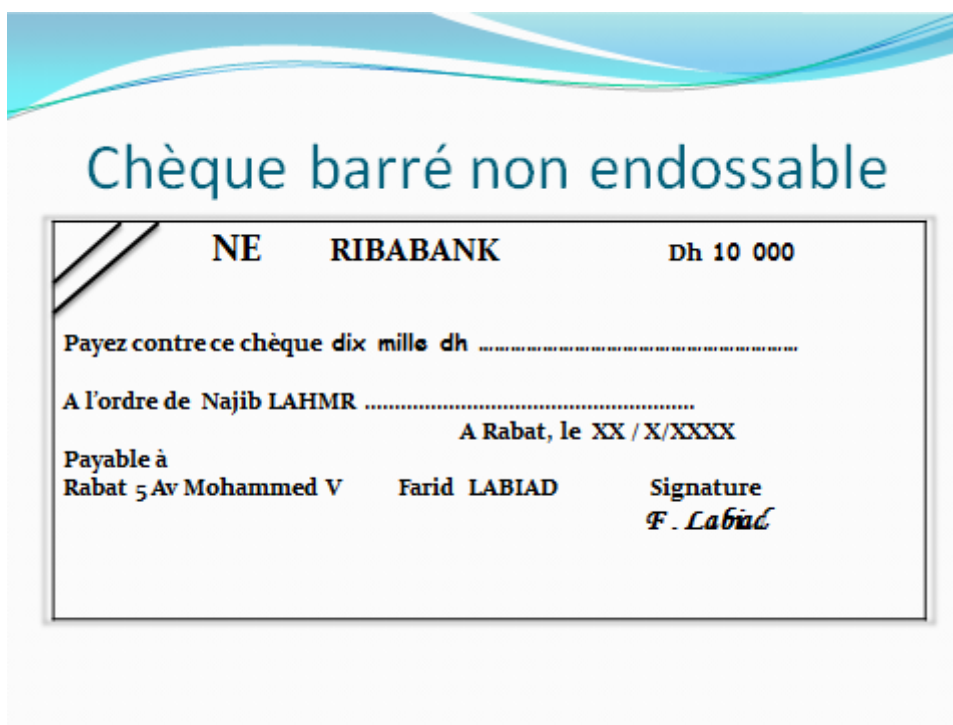 Chèque barré non endossable
NE RIBABANK Dh 10 000
Payez contre ce chèque dix mille dh ............................................................
A l'ordre de Najib LAHMR .......................................................
A Rabat, le XX / X/XXXX
Payable à
Rabat 5 Av Mohammed V Farid LABIAD Signature
F. Labiad